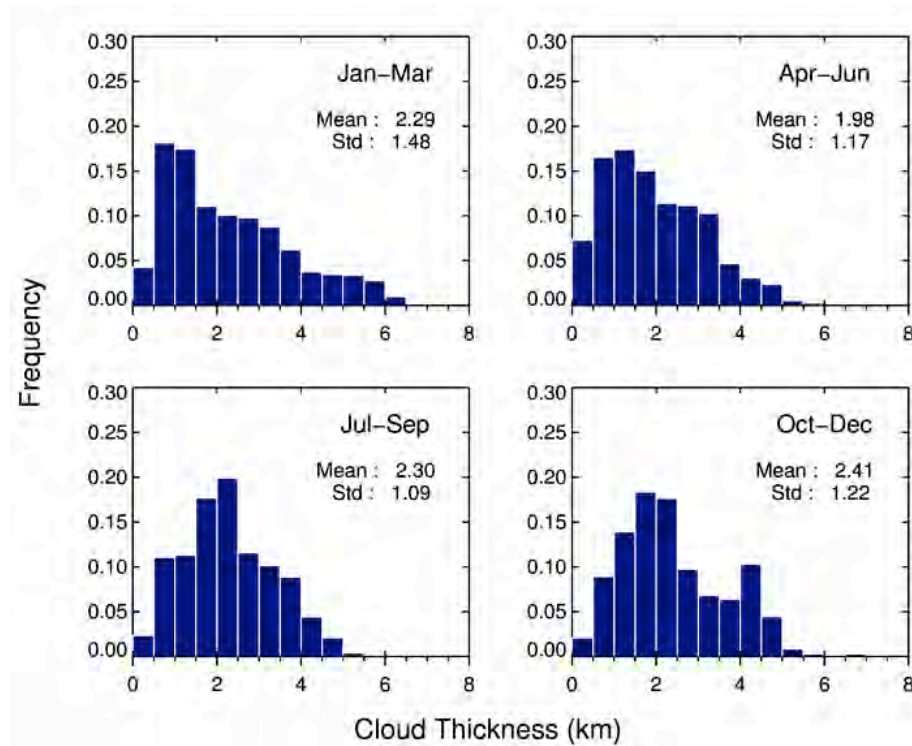 0.30
0.25
0.20
0.15
0.10
0.05
0.00
Jan-Mar
Mean : 2.29
Std : 1.48
0 2 4 6 8
0.30
0.25
0.20
0.15
0.10
0.05
0.00
Apr-Jun
Mean : 1.98
Std : 1.17
0 2 4 6 8
Frequency
0.30
0.25
0.20
0.15
0.10
0.05
0.00
Jul-Sep
Mean : 2.30
Std : 1.09
0 2 4 6 8
0.30
0.25
0.20
0.15
0.10
0.05
0.00
Oct-Dec
Mean : 2.41
Std : 1.22
0 2 4 6 8
Cloud Thickness (km)